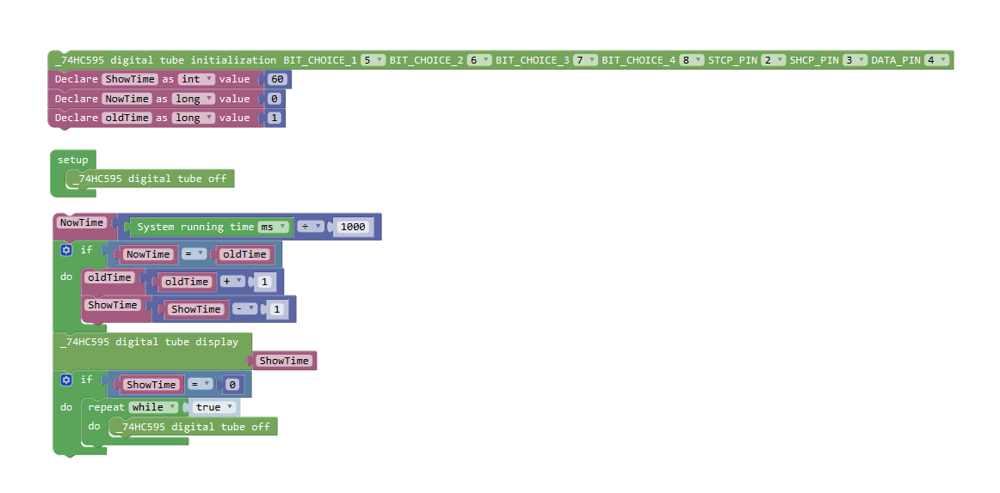 _74HC595 digital tube initialization BIT_CHOICE_1 5 BIT_CHOICE_2 6 BIT_CHOICE_3 7 BIT_CHOICE_4 8 STCP_PIN 2 SHCP_PIN 3 DATA_PIN 4
Declare ShowTime as int value 60
Declare NowTime as long value 0
Declare oldTime as long value 1
setup
_74HC595 digital tube off
NowTime System running time ms ÷ 1000
if NowTime = oldTime
do oldTime oldTime + 1
ShowTime ShowTime - 1
_74HC595 digital tube display
ShowTime
if ShowTime = 0
do repeat while true
do _74HC595 digital tube off